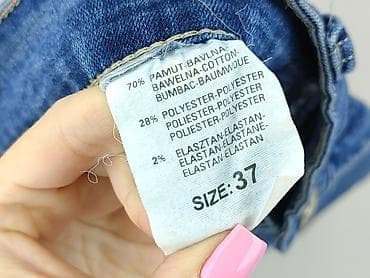 70% PAMUT-BAVLNA-
BAWELNA-COTTON-
BUMBAC-BAUMWOLLE
28% POLYESTER-POLYESTER-
POLIESTER-POLYESTER-
POLIESTER-POLYESTER
2% ELASZTAN-ELASTAN-
ELASTAN-ELASTANE-
ELASTAN-ELASTAN
SIZE: 37